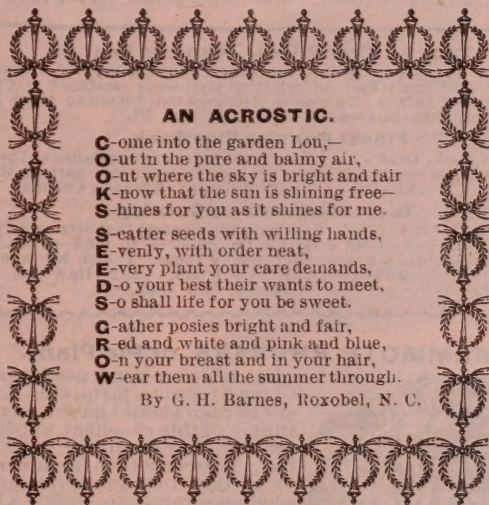 AN ACROSTIC.
C-ome into the garden Lou,—
O-ut in the pure and balmy air,
O-ut where the sky is bright and fair
K-now that the sun is shining free—
S-hines for you as it shines for me.
S-catter seeds with willing hands,
E-venly, with order neat,
E-very plant your care demands,
D-o your best their wants to meet,
S-o shall life for you be sweet.
G-ather posies bright and fair,
R-ed and white and pink and blue,
O-n your breast and in your hair,
W-ear them all the summer through.
By G. H. Barnes, Roxobel, N. C.